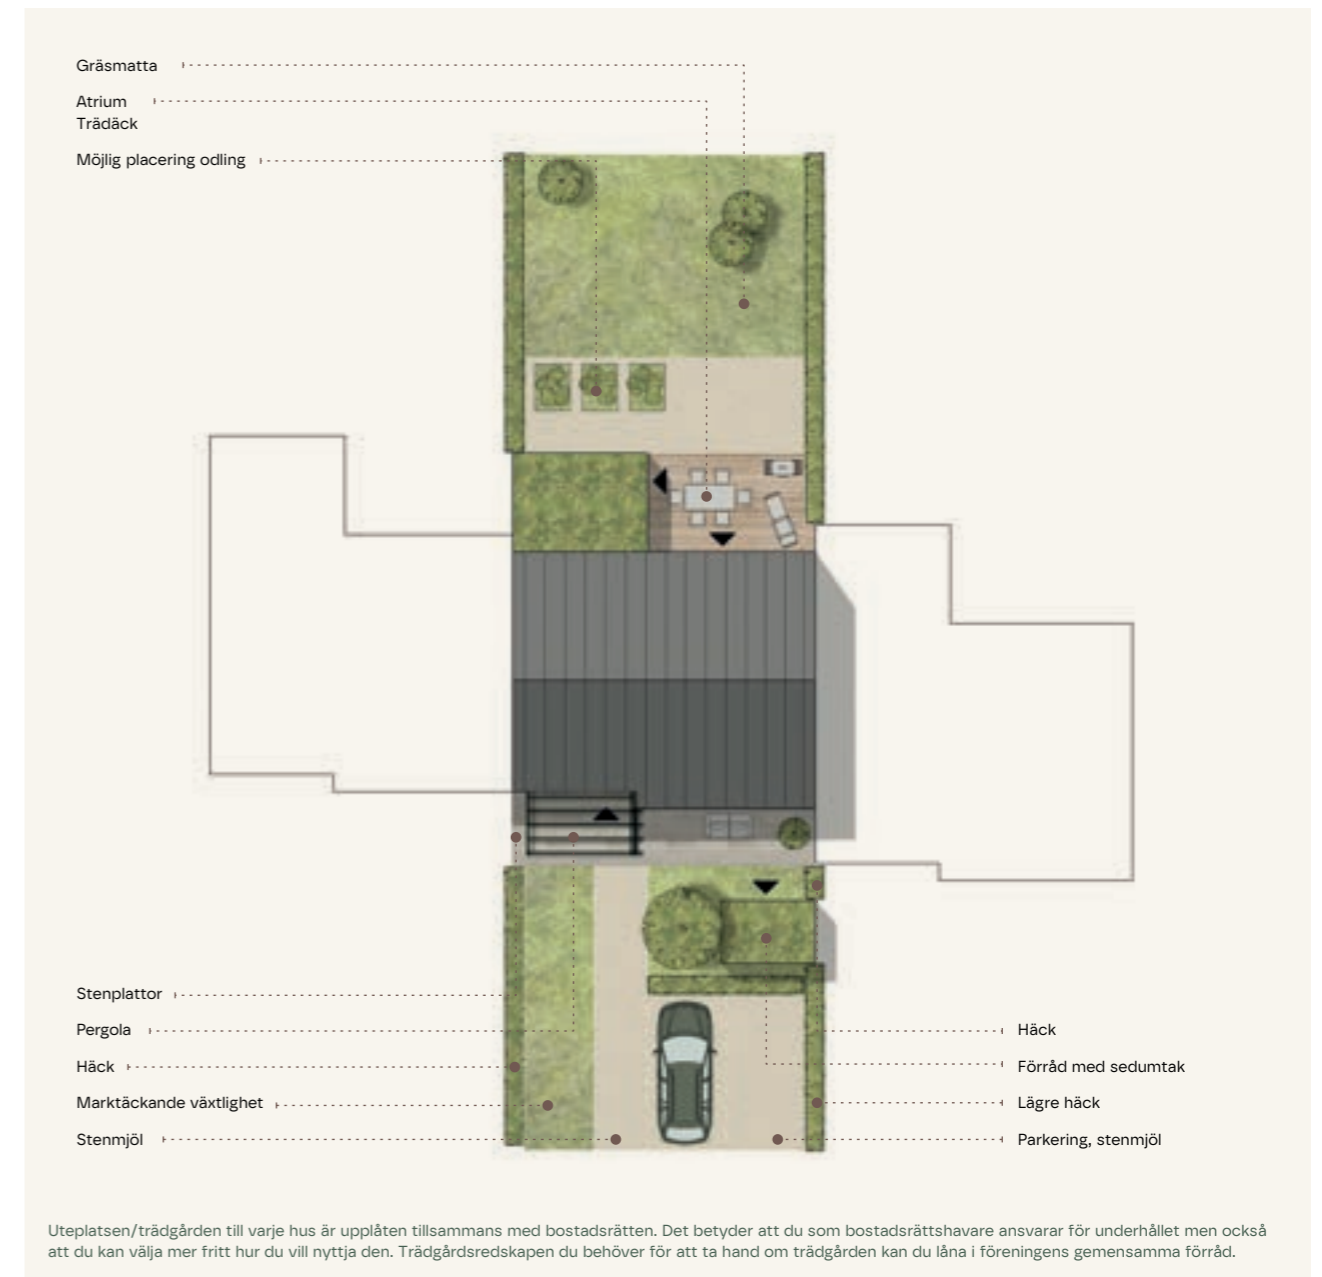 Gräsmatta
Atrium
Trädäck
Möjlig placering odling
Stenplattor
Pergola
Häck
Marktäckande växtlighet
Stenmjöl
Häck
Förråd med sedumtak
Lägre häck
Parkering, stenmjöl
Uteplatsen/trädgården till varje hus är upplåten tillsammans med bostadsrätten. Det betyder att du som bostadsrättshavare ansvarar för underhållet men också
att du kan välja mer fritt hur du vill nyttja den. Trädgårdsredskapen du behöver för att ta hand om trädgården kan du låna i föreningens gemensamma förråd.